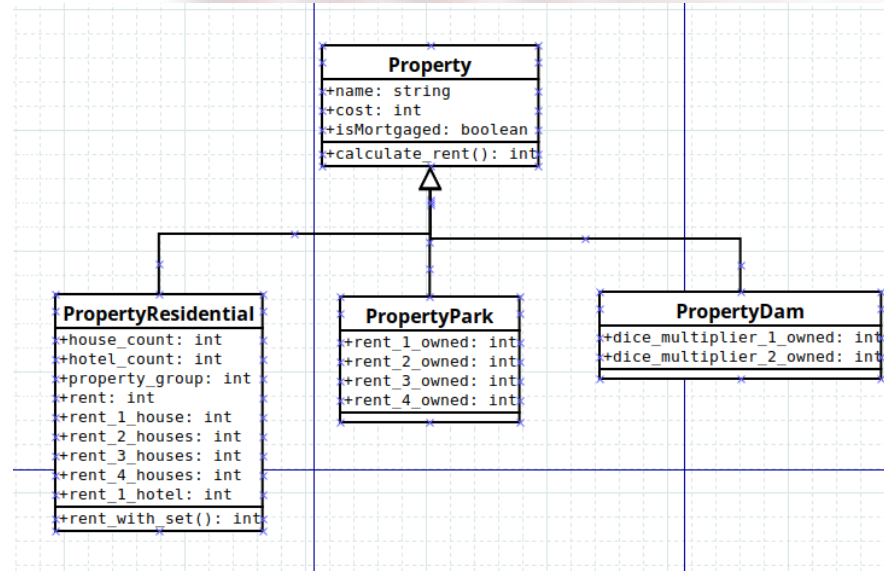 Property
+name: string
+cost: int
+isMortgaged: boolean
+calculate_rent(): int
PropertyResidential
+house_count: int
+hotel_count: int
+property_group: int
+rent: int
+rent_1_house: int
+rent_2_houses: int
+rent_3_houses: int
+rent_4_houses: int
+rent_1_hotel: int
+rent_with_set(): int
PropertyPark
+rent_1_owned: int
+rent_2_owned: int
+rent_3_owned: int
+rent_4_owned: int
PropertyDam
+dice_multiplier_1_owned: int
+dice_multiplier_2_owned: int